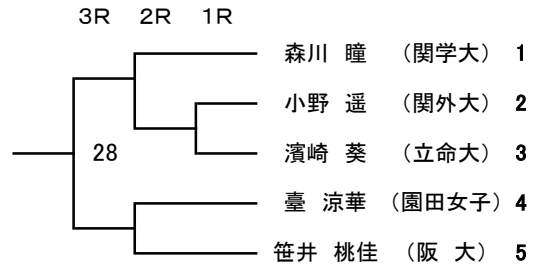 3R 2R 1R
森川 瞳 （関学大） 1
小野 遥 （関外大） 2
28 濱崎 葵 （立命大） 3
臺 涼華 （園田女子） 4
笹井 桃佳 （阪 大） 5